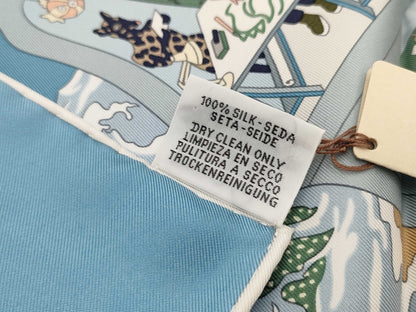 100% SILK-SEDA
SETA-SEIDE
DRY CLEAN ONLY
LIMPIEZA EN SECO
PULITURA A SECCO
TROCKENREINIGUNG